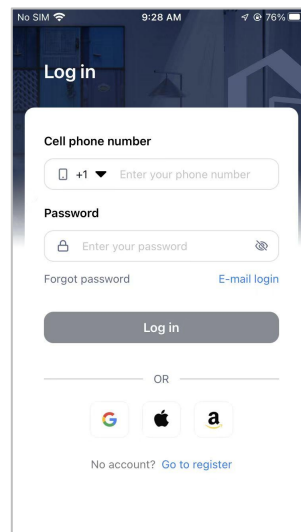 No SIM 9:28 AM 76%
Log in
Cell phone number
+1 Enter your phone number
Password
Enter your password
Forgot password E-mail login
Log in
OR
G a
No account? Go to register